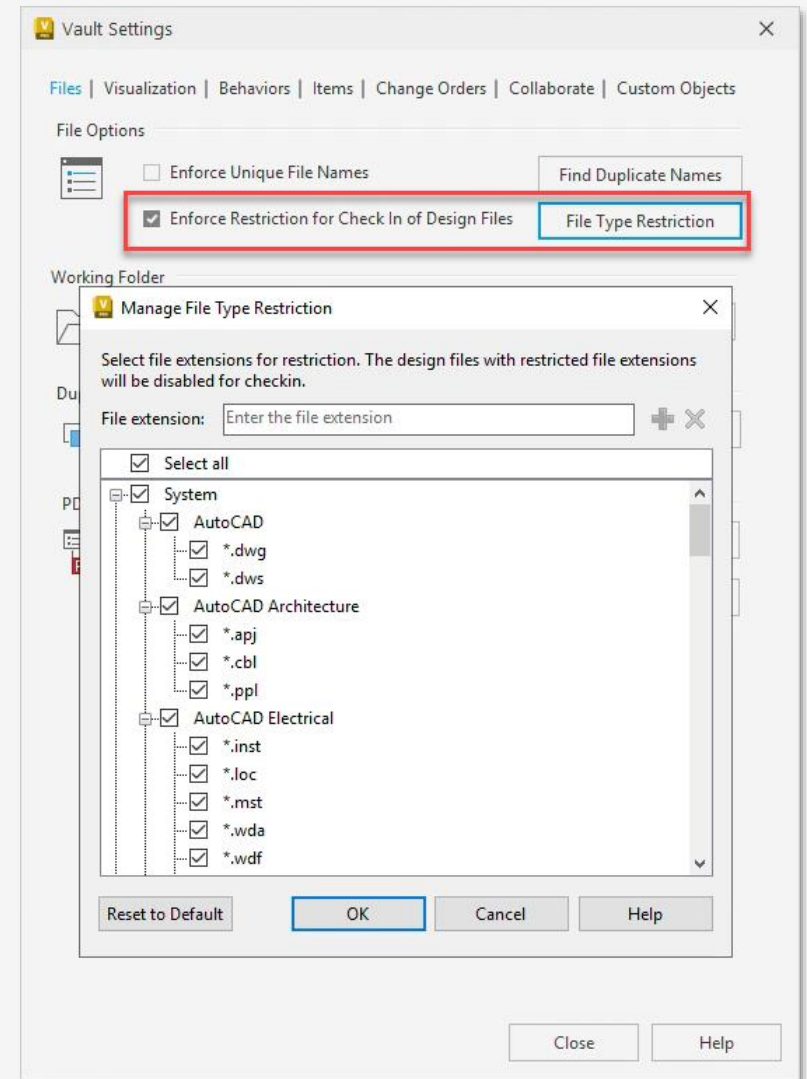 Vault Settings
Files | Visualization | Behaviors | Items | Change Orders | Collaborate | Custom Objects
File Options
Enforce Unique File Names
Find Duplicate Names
Enforce Restriction for Check In of Design Files
File Type Restriction
Working Folder
Manage File Type Restriction
Select file extensions for restriction. The design files with restricted file extensions
will be disabled for checkin.
File extension:
Enter the file extension
Select all
System
AutoCAD
*.dwg
*.dws
AutoCAD Architecture
*.apj
*.cbl
*.ppl
AutoCAD Electrical
*.inst
*.loc
*.mst
*.wda
*.wdf
Reset to Default
OK
Cancel
Help
Close
Help